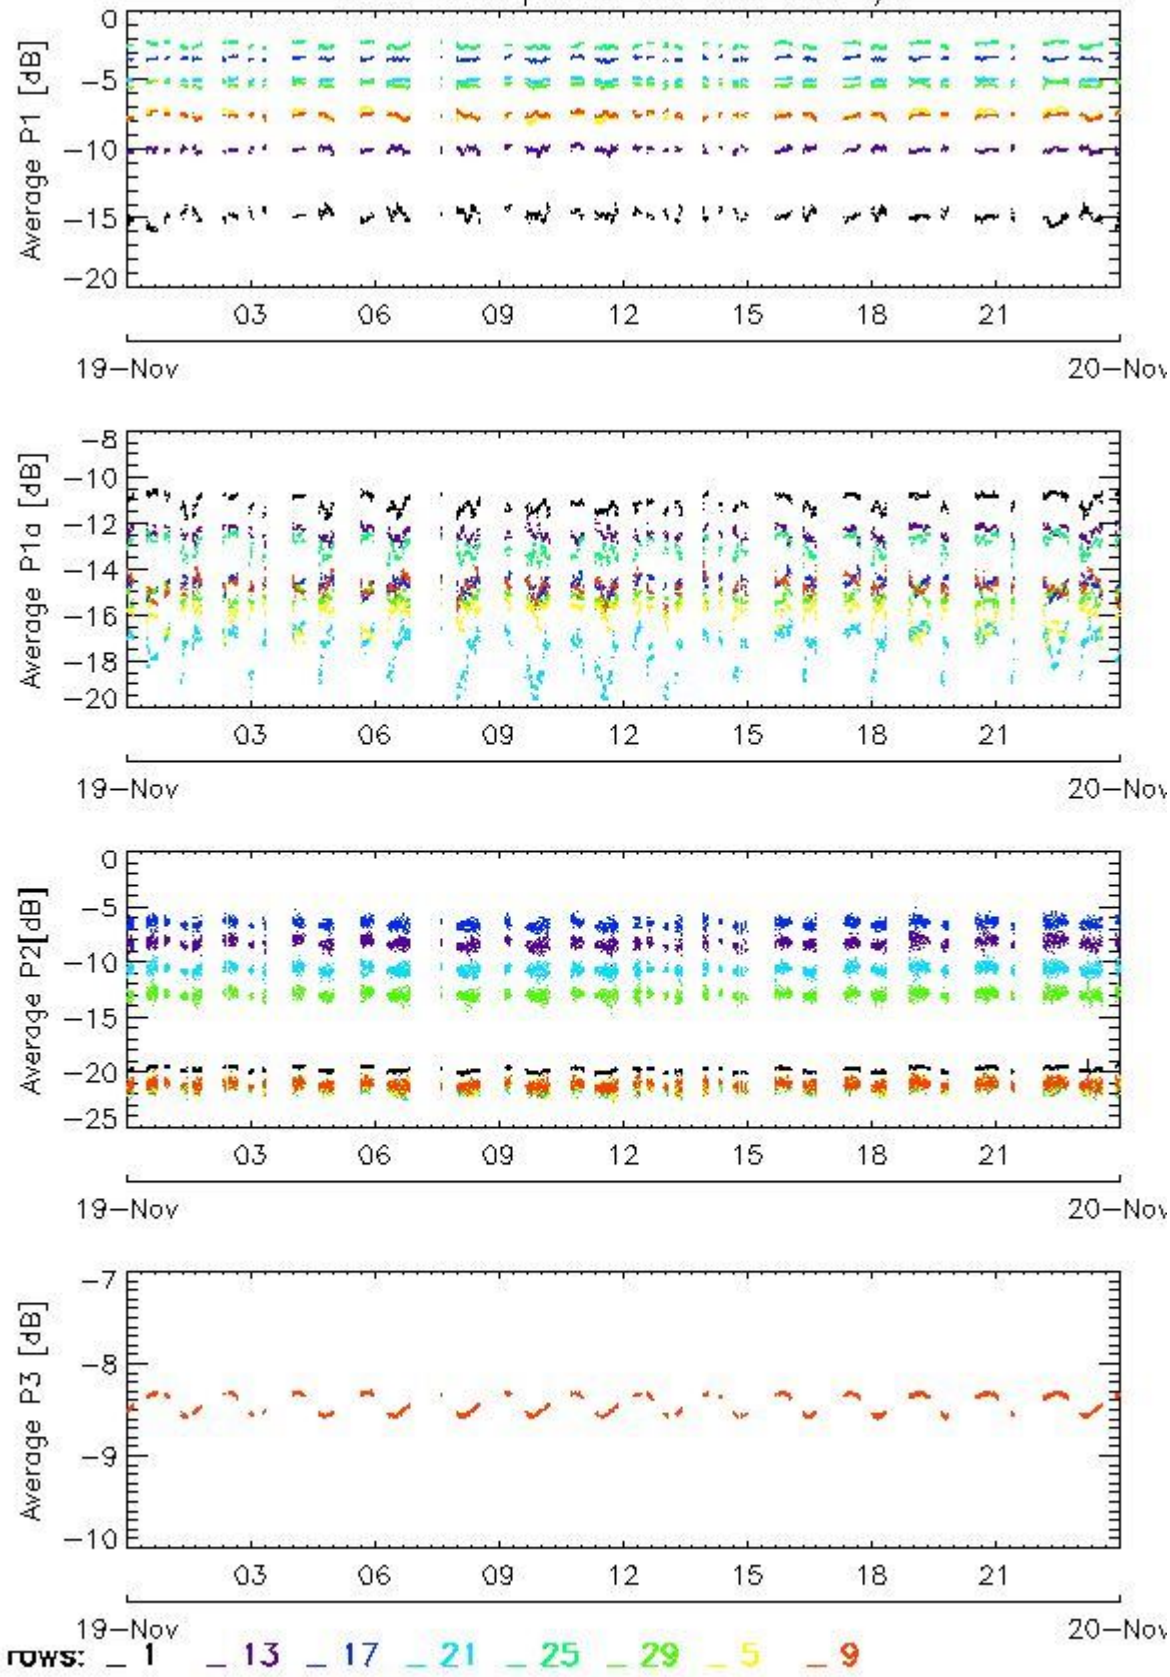 0
-5
-10
-15
-20
Average P1 [dB]
03 06 09 12 15 18 21
19-Nov 20-Nov
-8
-10
-12
-14
-16
-18
-20
Average P1a [dB]
03 06 09 12 15 18 21
19-Nov 20-Nov
0
-5
-10
-15
-20
-25
Average P2[dB]
03 06 09 12 15 18 21
19-Nov 20-Nov
-7
-8
-9
-10
Average P3 [dB]
03 06 09 12 15 18 21
19-Nov 20-Nov
rows: _ 1 _ 13 _ 17 _ 21 _ 25 _ 29 _ 5 _ 9